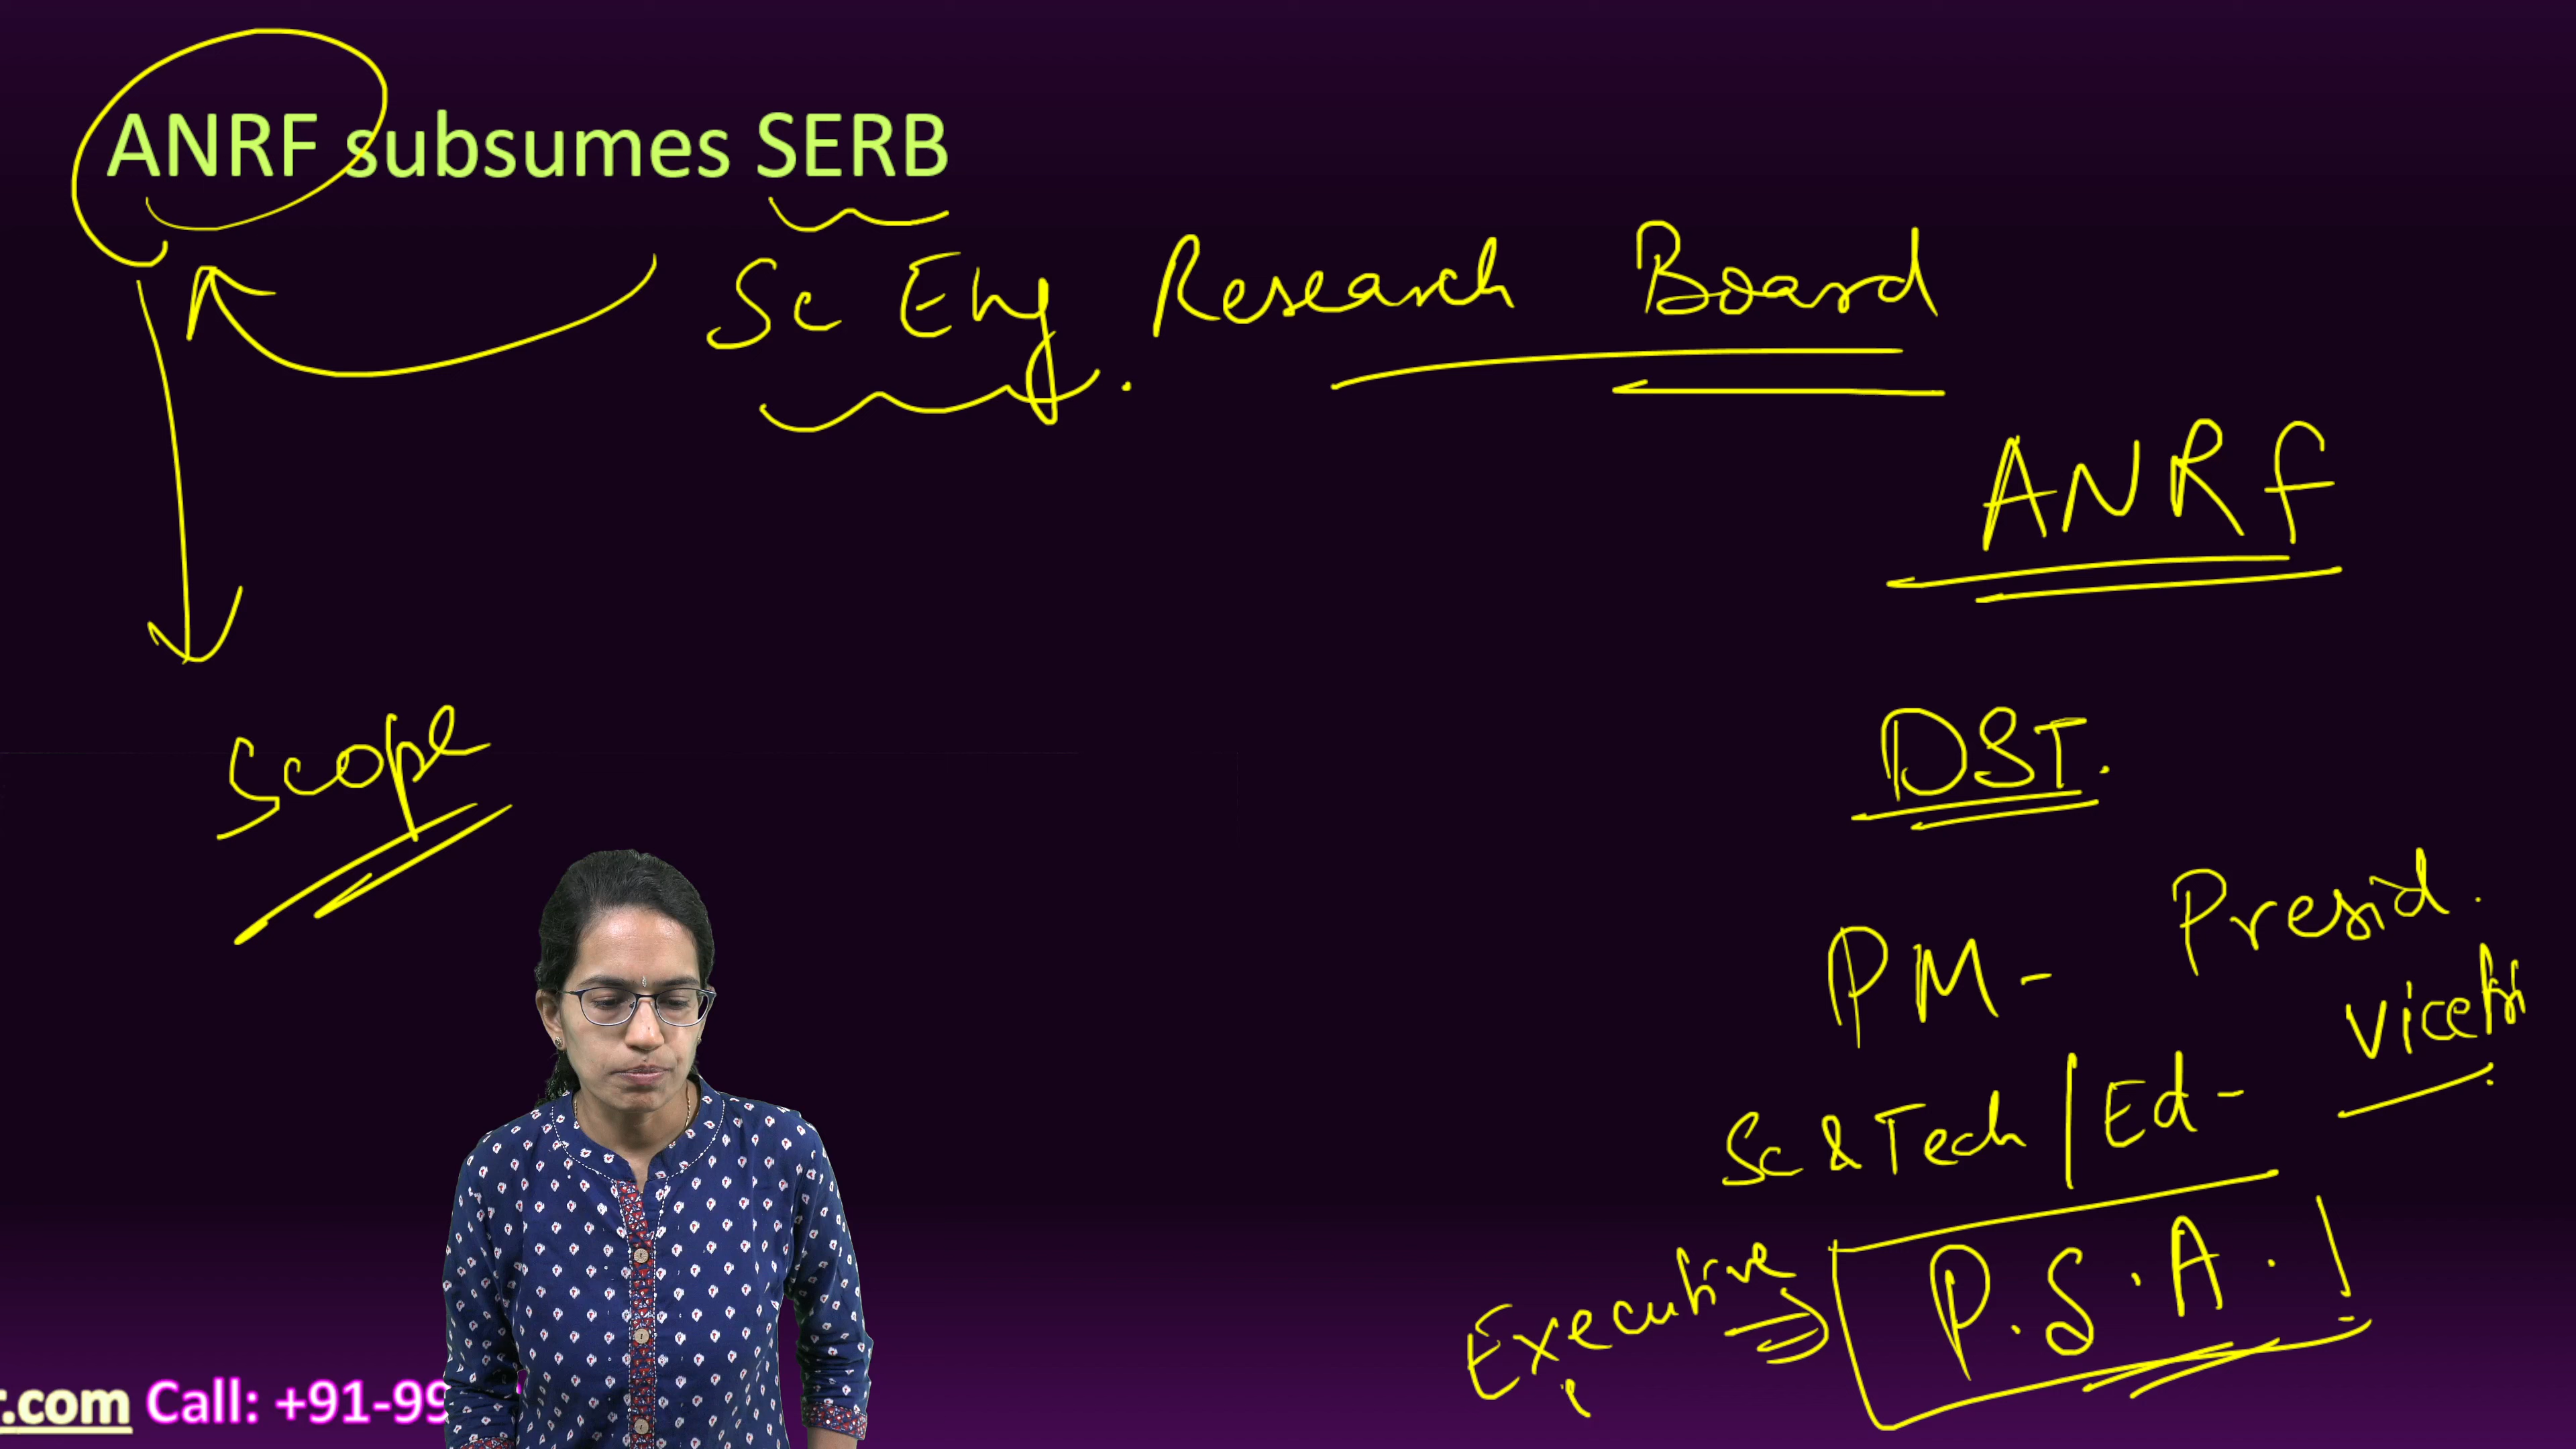 ANRF subsumes SERB
Sc Eng. Research Board
ANRF
DST.
Scope
PM - Presid.
Sc & Tech / Ed -
Executive
P.S.A.!
r.com Call: +91-99